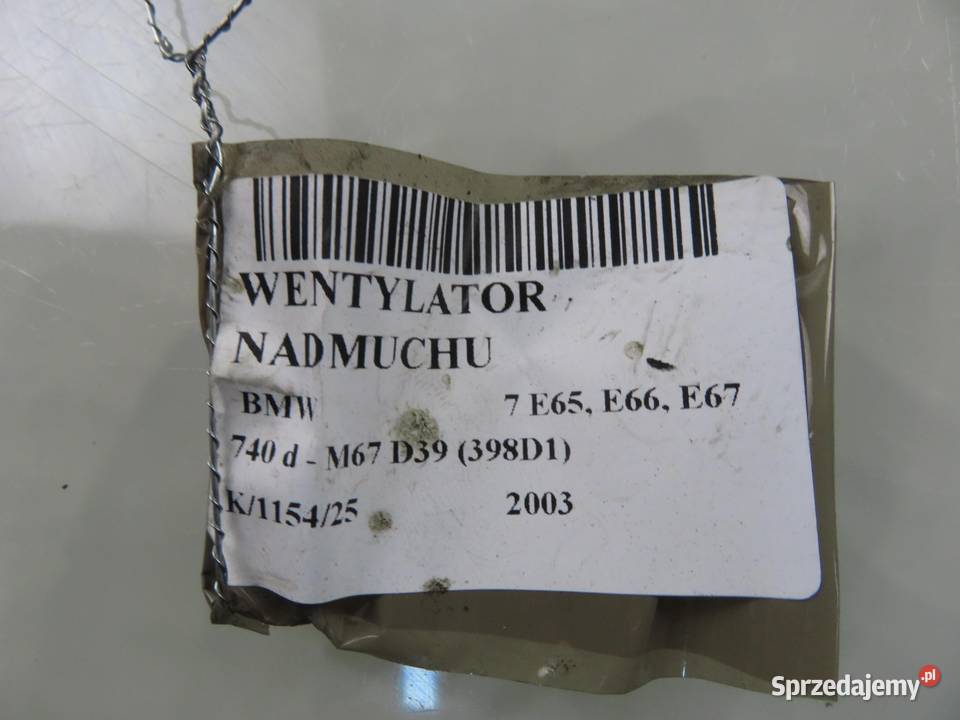 WENTYLATOR
NADMUCHU
BMW 7 E65, E66, E67
740 d - M67 D39 (398D1)
K/1154/25 2003
Sprzedajemy.pl